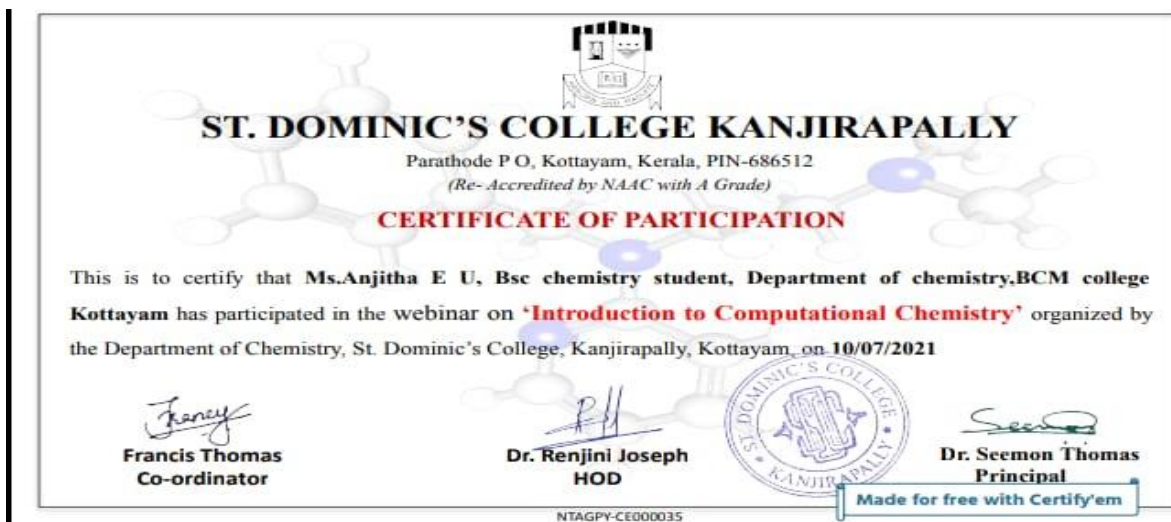 ST. DOMINIC'S COLLEGE KANJIRAPALLY
Parathode P O, Kottayam, Kerala, PIN-686512
(Re- Accredited by NAAC with A Grade)
CERTIFICATE OF PARTICIPATION
This is to certify that Ms.Anjitha E U, Bsc chemistry student, Department of chemistry,BCM college
Kottayam has participated in the webinar on ‘Introduction to Computational Chemistry’ organized by
the Department of Chemistry, St. Dominic’s College, Kanjirapally, Kottayam, on 10/07/2021
ST. DOMINIC'S COLLEGE
KANJIRAPALLY
Francis Thomas
Co-ordinator
Dr. Renjini Joseph
HOD
Dr. Seemon Thomas
Principal
Made for free with Certify'em
NTAGPY-CE000035